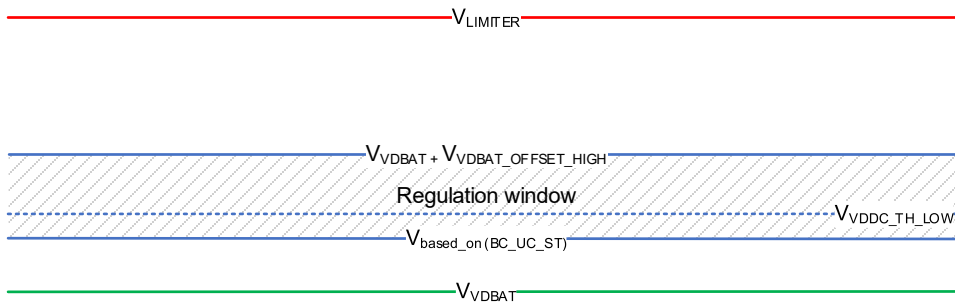 VLIMITER
VVDBAT + VVDBAT_OFFSET_HIGH
Regulation window
VVDDC_TH_LOW
Vbased_on (BC_UC_ST)
VVDBAT